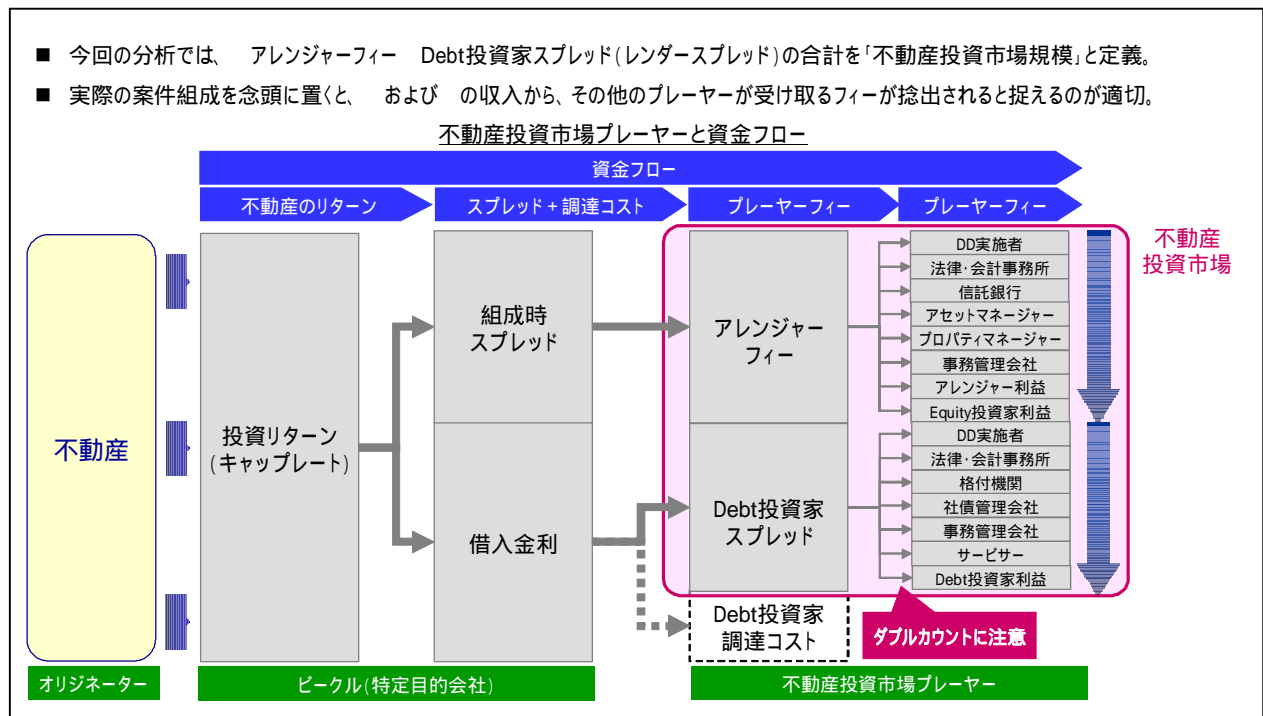 ■ 今回の分析では、 アレンジャーフィー Debt投資家スプレッド(レンダースプレッド)の合計を「不動産投資市場規模」と定義。
■ 実際の案件組成を念頭に置くと、 および の収入から、その他のプレーヤーが受け取るフィーが捻出されると捉えるのが適切。
不動産投資市場プレーヤーと資金フロー
資金フロー
不動産のリターン
スプレッド+調達コスト
プレーヤーフィー
プレーヤーフィー
不動産
投資リターン
(キャップレート)
組成時
スプレッド
借入金利
アレンジャー
フィー
Debt投資家
スプレッド
Debt投資家
調達コスト
DD実施者
法律・会計事務所
信託銀行
アセットマネージャー
プロパティマネージャー
事務管理会社
アレンジャー利益
Equity投資家利益
DD実施者
法律・会計事務所
格付機関
社債管理会社
事務管理会社
サービサー
Debt投資家利益
不動産
投資市場
ダブルカウントに注意
オリジネーター
ビークル(特定目的会社)
不動産投資市場プレーヤー